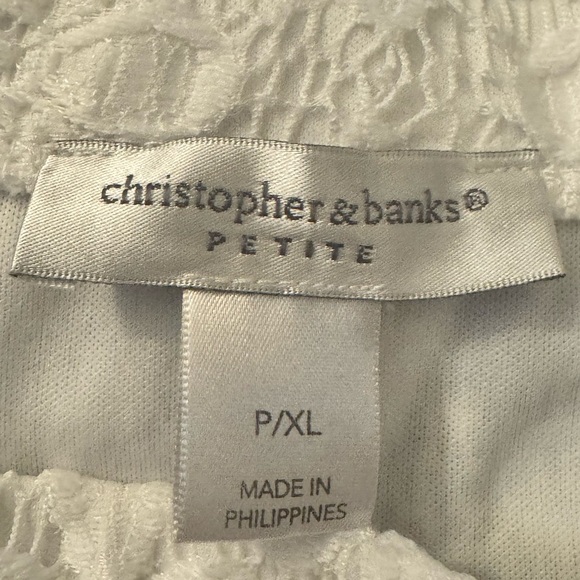 christopher & banks®
PETITE
P/XL
MADE IN
PHILIPPINES